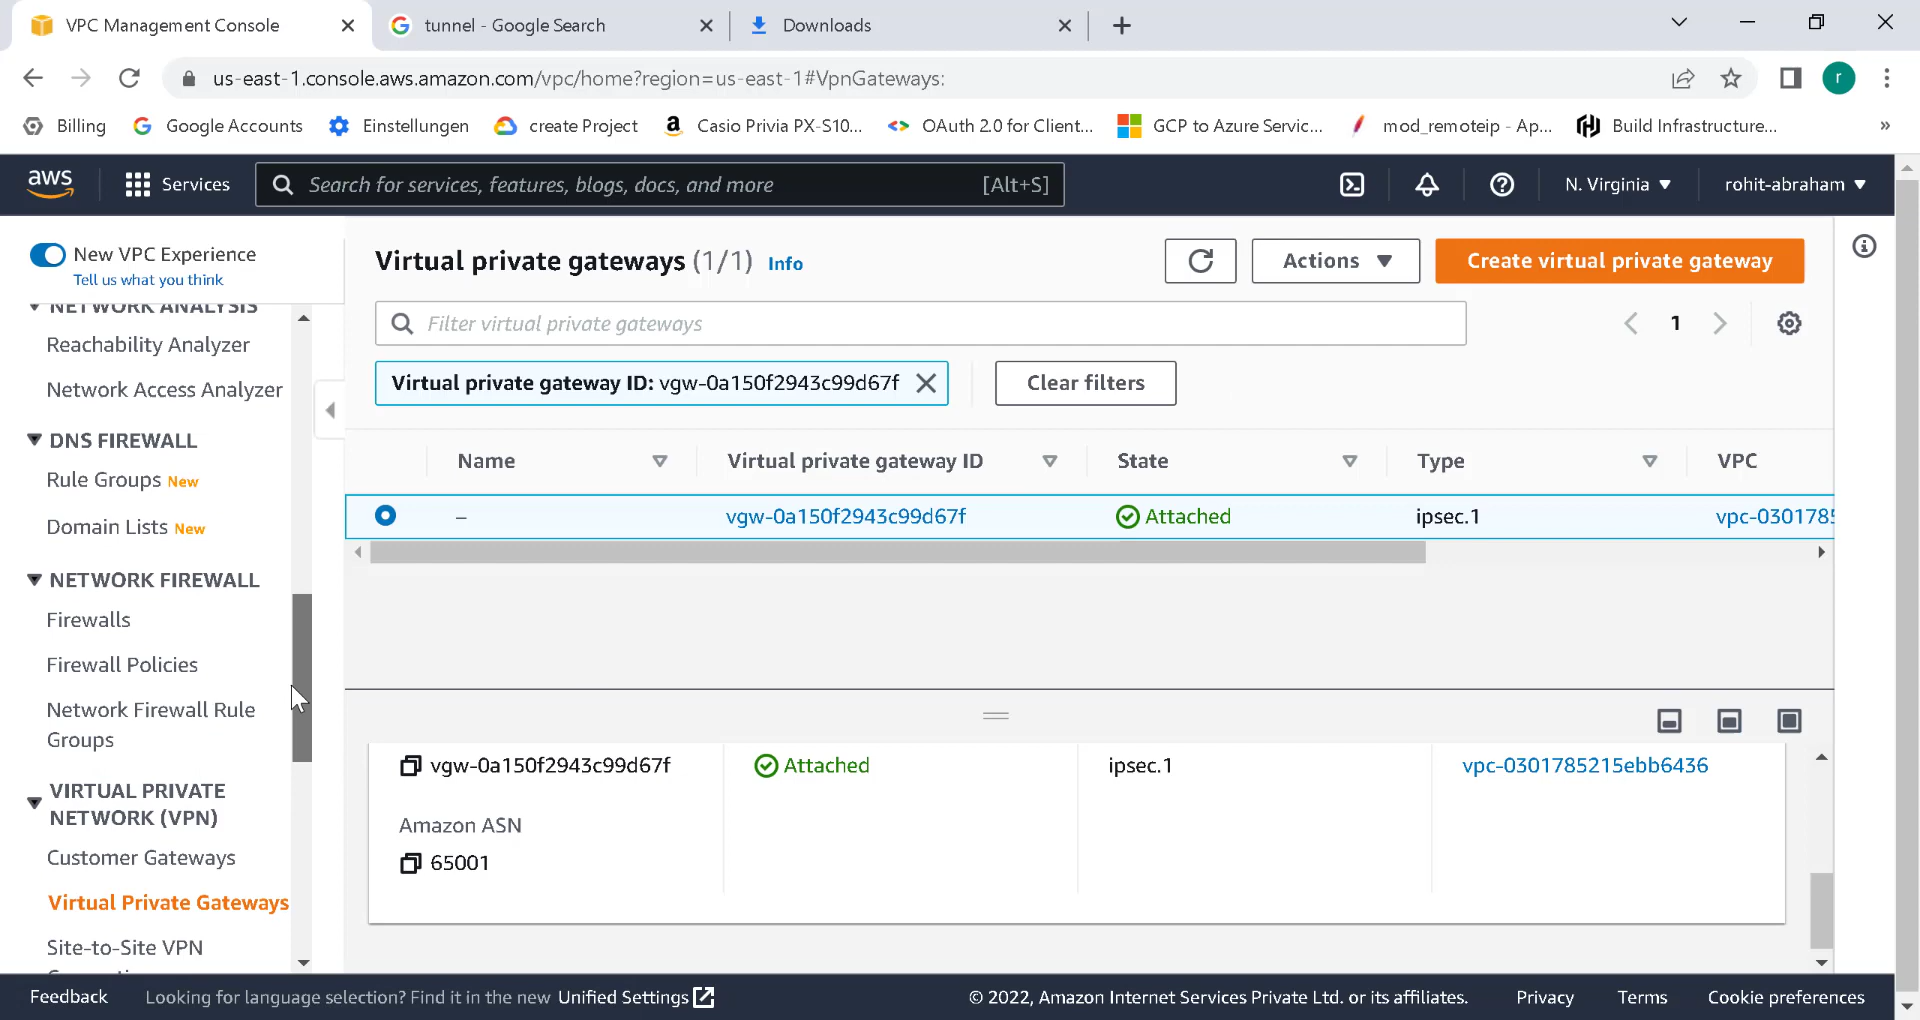 VPC Management Console
tunnel - Google Search
Downloads
us-east-1.console.aws.amazon.com/vpc/home?region=us-east-1#VpnGateways:
r
Billing
Google Accounts
Einstellungen
create Project
Casio Privia PX-S10...
OAuth 2.0 for Client...
GCP to Azure Servic...
mod_remoteip - Ap...
Build Infrastructure...
»
aws
Services
Search for services, features, blogs, docs, and more
[Alt+S]
N. Virginia
rohit-abraham
New VPC Experience
Tell us what you think
NETWORK ANALYSIS
Reachability Analyzer
Network Access Analyzer
DNS FIREWALL
Rule Groups New
Domain Lists New
NETWORK FIREWALL
Firewalls
Firewall Policies
Network Firewall Rule
Groups
VIRTUAL PRIVATE
NETWORK (VPN)
Customer Gateways
Virtual Private Gateways
Site-to-Site VPN
Virtual private gateways (1/1) Info
Actions
Create virtual private gateway
Filter virtual private gateways
1
Virtual private gateway ID: vgw-0a150f2943c99d67f
Clear filters
Name
Virtual private gateway ID
State
Type
VPC
–
vgw-0a150f2943c99d67f
Attached
ipsec.1
vpc-0301785
vgw-0a150f2943c99d67f
Attached
ipsec.1
vpc-0301785215ebb6436
Amazon ASN
65001
Feedback
Looking for language selection? Find it in the new Unified Settings
© 2022, Amazon Internet Services Private Ltd. or its affiliates.
Privacy
Terms
Cookie preferences